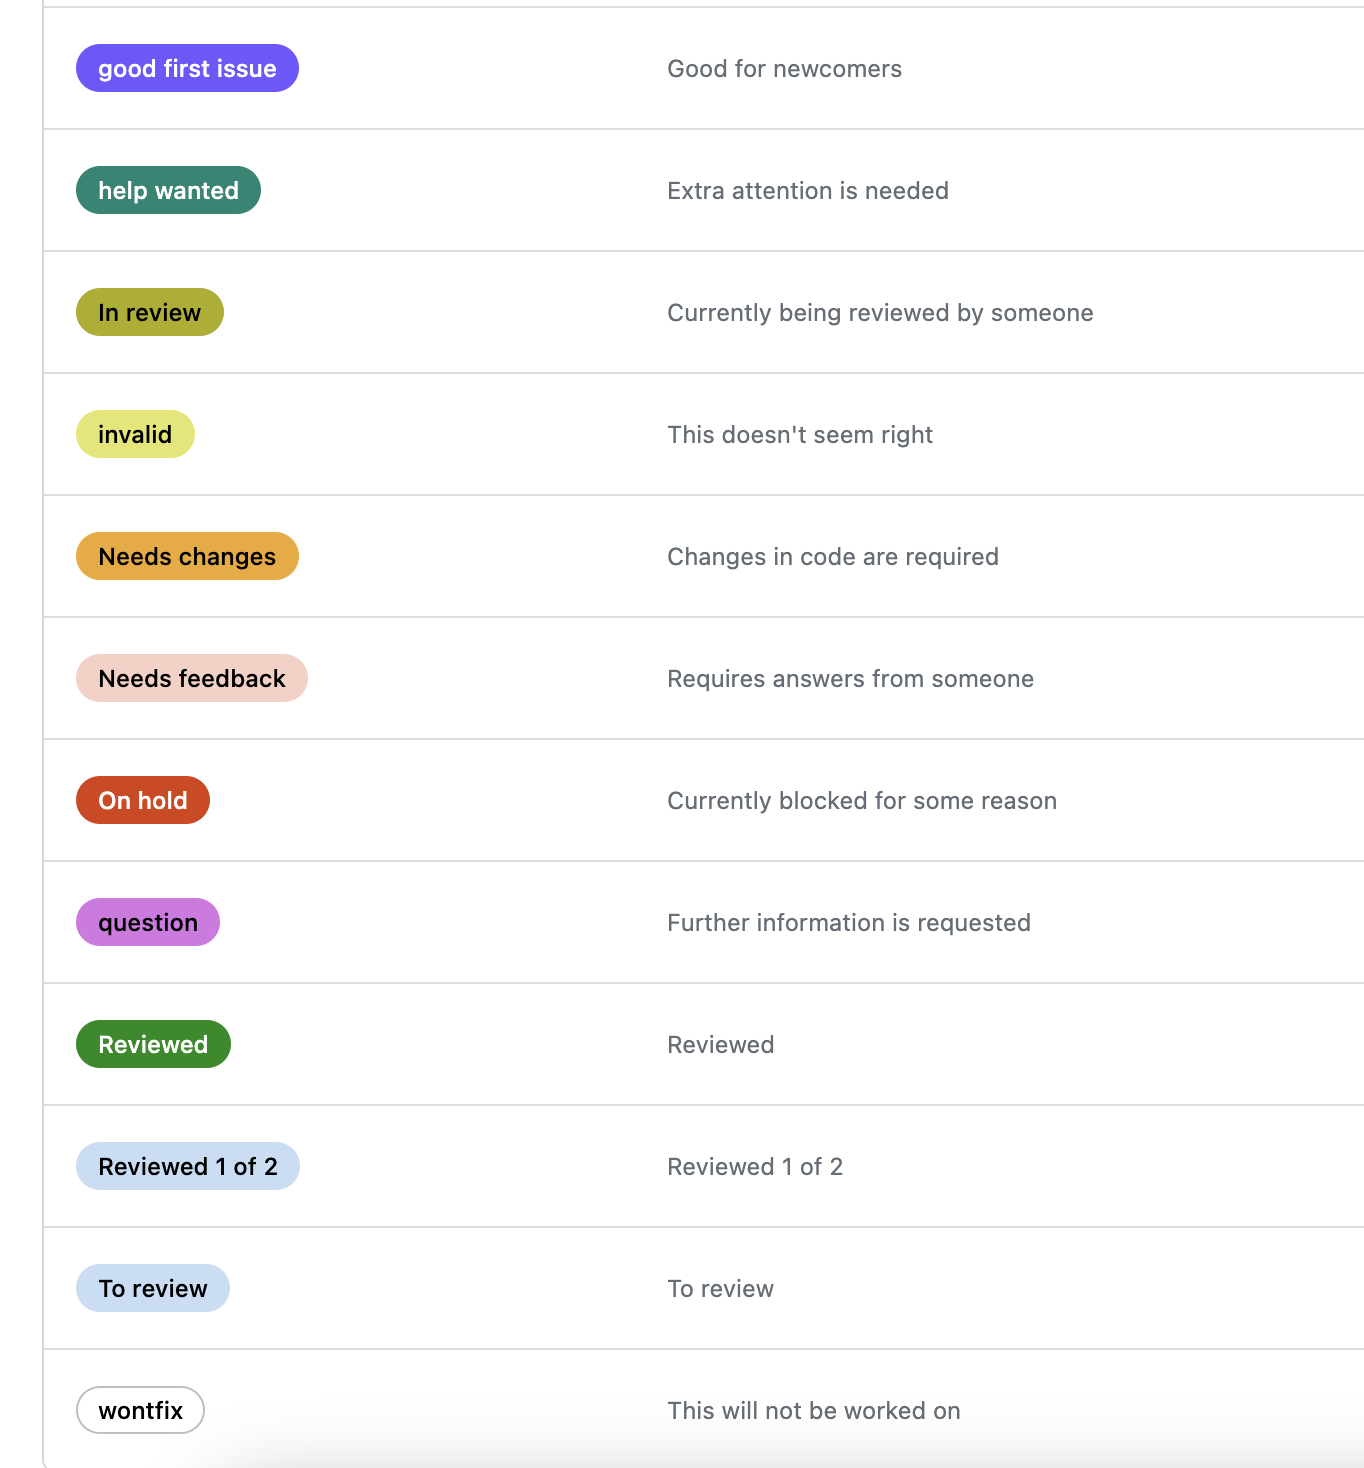 good first issue Good for newcomers
help wanted Extra attention is needed
In review Currently being reviewed by someone
invalid This doesn't seem right
Needs changes Changes in code are required
Needs feedback Requires answers from someone
On hold Currently blocked for some reason
question Further information is requested
Reviewed Reviewed
Reviewed 1 of 2 Reviewed 1 of 2
To review To review
wontfix This will not be worked on